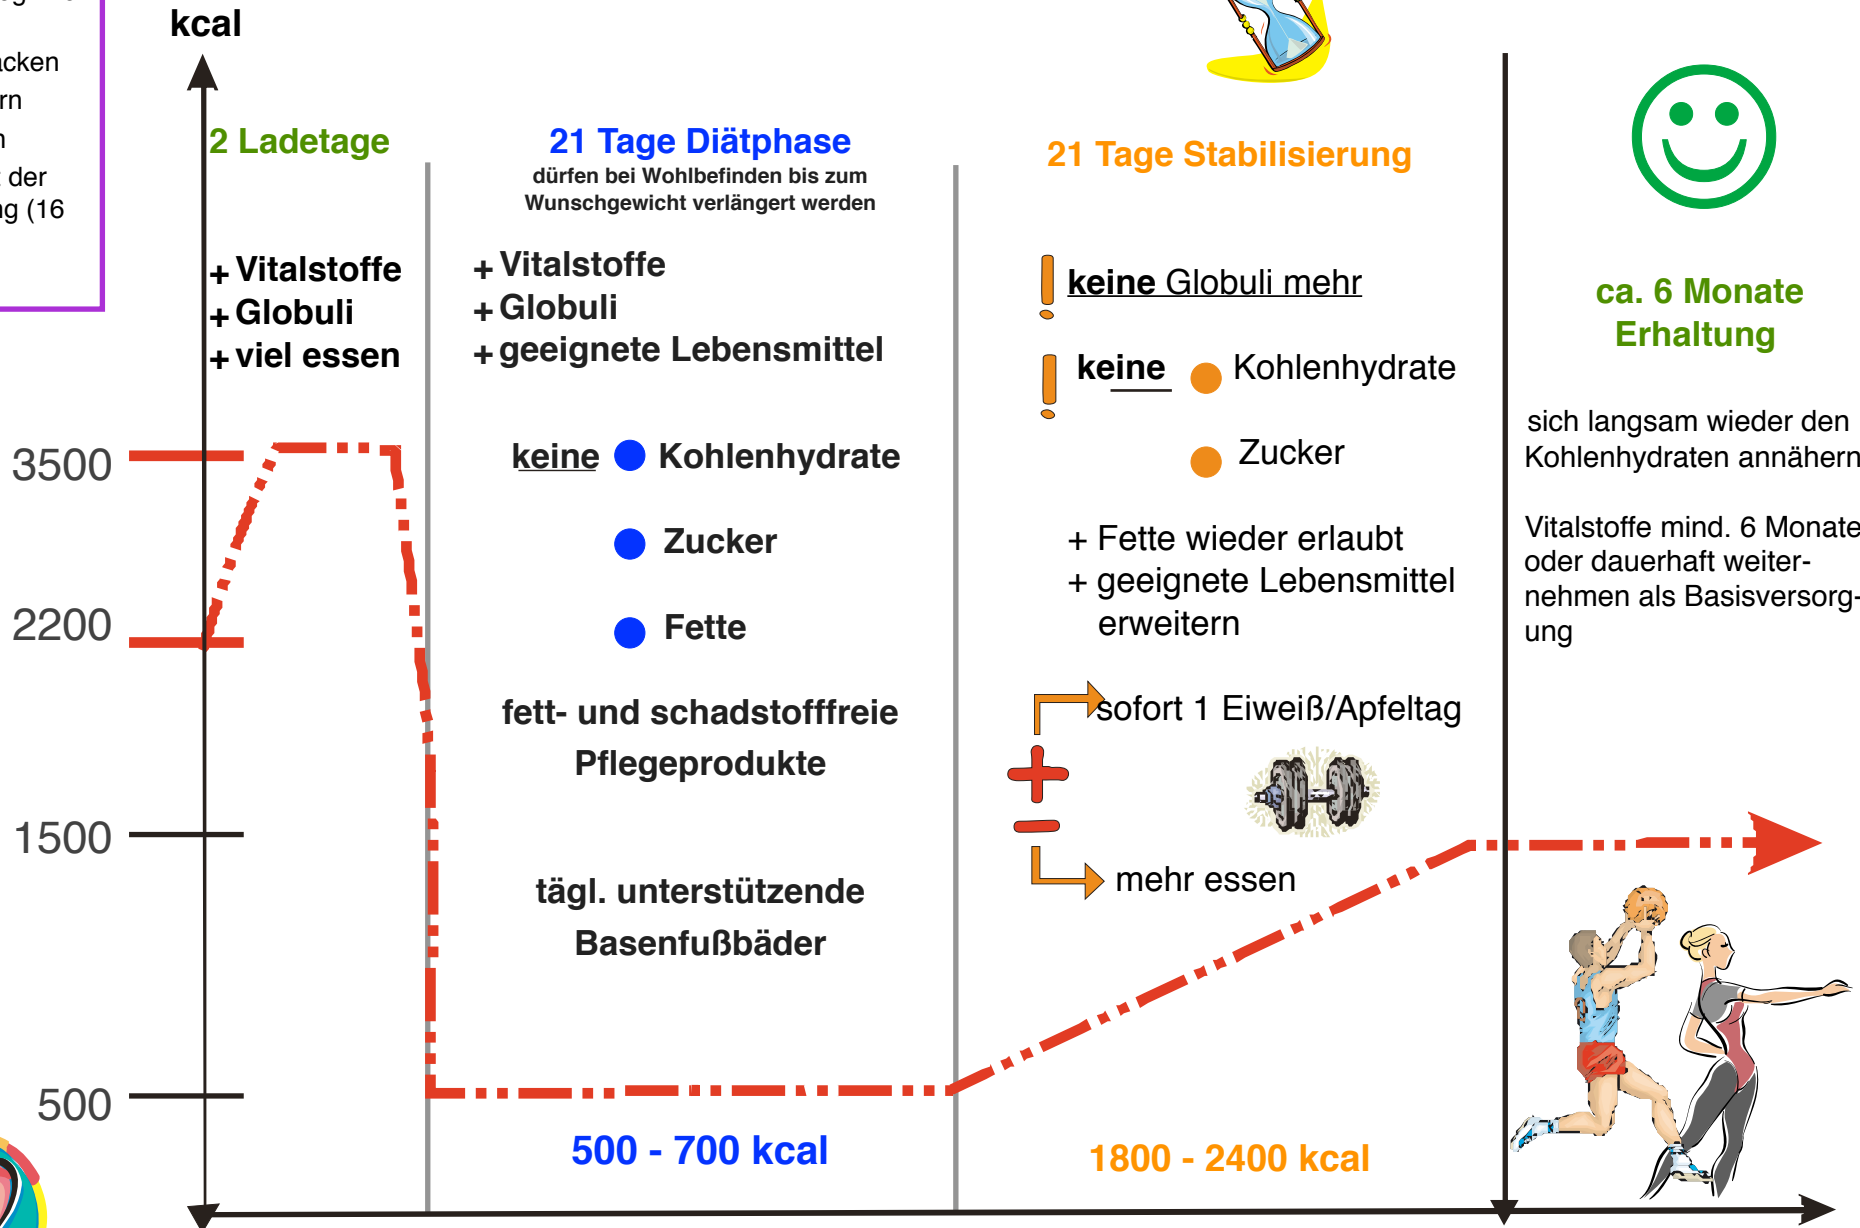 der
(16
kcal
3500
2200
1500
500
2 Ladetage
+ Vitalstoffe
+ Globuli
+ viel essen
21 Tage Diätphase
dürfen bei Wohlbefinden bis zum
Wunschgewicht verlängert werden
+ Vitalstoffe
+ Globuli
+ geeignete Lebensmittel
keine Kohlenhydrate
Zucker
Fette
fett- und schadstofffreie
Pflegeprodukte
tägl. unterstützende
Basenfußbäder
500 - 700 kcal
21 Tage Stabilisierung
! keine Globuli mehr
! keine Kohlenhydrate
Zucker
+ Fette wieder erlaubt
+ geeignete Lebensmittel
erweitern
sofort 1 Eiweiß/Apfeltag
+
–
mehr essen
1800 - 2400 kcal
ca. 6 Monate
Erhaltung
sich langsam wieder den
Kohlenhydraten annähern
Vitalstoffe mind. 6 Monate
oder dauerhaft weiter-
nehmen als Basisversorg-
ung